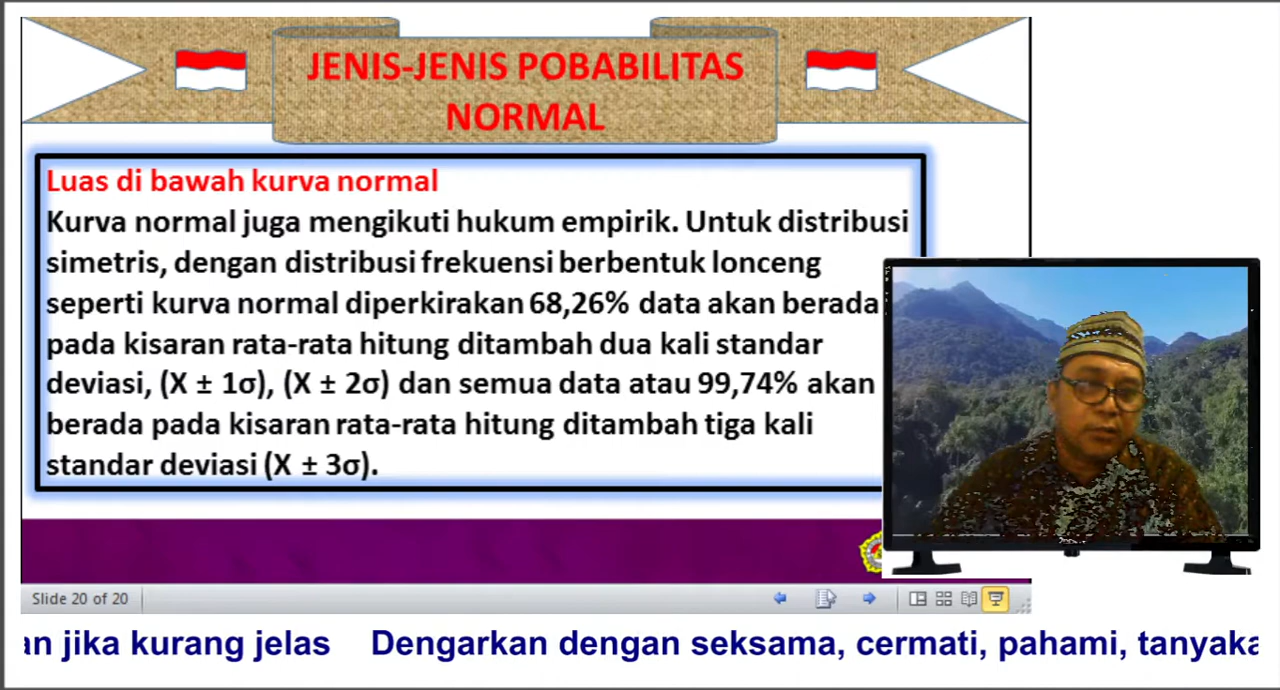 JENIS-JENIS POBABILITAS
NORMAL
Luas di bawah kurva normal
Kurva normal juga mengikuti hukum empirik. Untuk distribusi
simetris, dengan distribusi frekuensi berbentuk lonceng
seperti kurva normal diperkirakan 68,26% data akan berada
pada kisaran rata-rata hitung ditambah dua kali standar
deviasi, (X ± 1σ), (X ± 2σ) dan semua data atau 99,74% akan
berada pada kisaran rata-rata hitung ditambah tiga kali
standar deviasi (X ± 3σ).
Slide 20 of 20
an jika kurang jelas Dengarkan dengan seksama, cermati, pahami, tanyaka